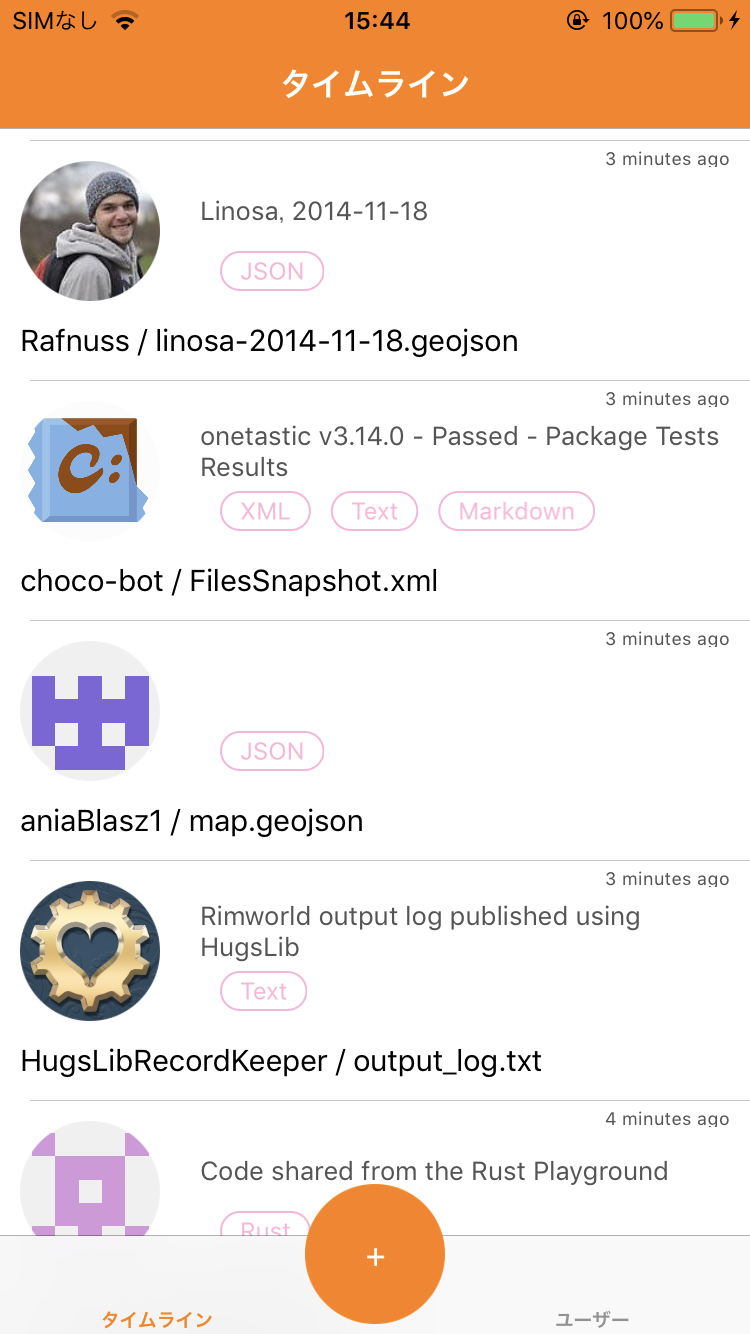 SIMなし 15:44 100%
タイムライン
3 minutes ago
Linosa, 2014-11-18
JSON
Rafnuss / linosa-2014-11-18.geojson
3 minutes ago
onetastic v3.14.0 - Passed - Package Tests
Results
XML Text Markdown
choco-bot / FilesSnapshot.xml
3 minutes ago
JSON
aniaBlasz1 / map.geojson
3 minutes ago
Rimworld output log published using
HugsLib
Text
HugsLibRecordKeeper / output_log.txt
4 minutes ago
Code shared from the Rust Playground
Rust
+
タイムライン ユーザー